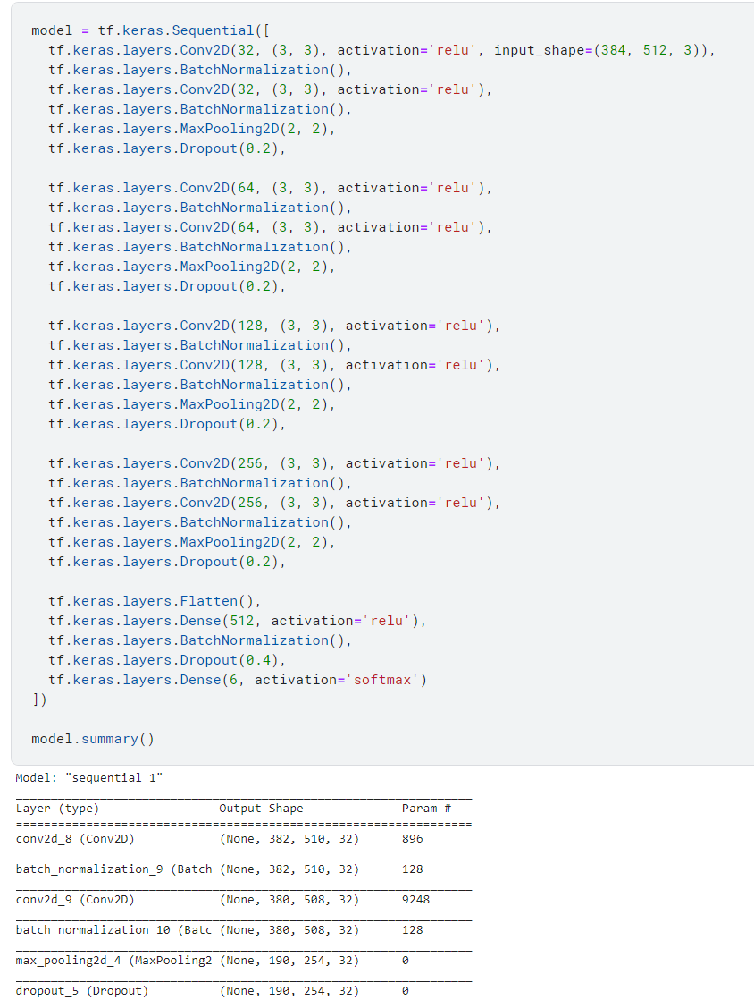 model = tf.keras.Sequential([
  tf.keras.layers.Conv2D(32, (3, 3), activation='relu', input_shape=(384, 512, 3)),
  tf.keras.layers.BatchNormalization(),
  tf.keras.layers.Conv2D(32, (3, 3), activation='relu'),
  tf.keras.layers.BatchNormalization(),
  tf.keras.layers.MaxPooling2D(2, 2),
  tf.keras.layers.Dropout(0.2),

  tf.keras.layers.Conv2D(64, (3, 3), activation='relu'),
  tf.keras.layers.BatchNormalization(),
  tf.keras.layers.Conv2D(64, (3, 3), activation='relu'),
  tf.keras.layers.BatchNormalization(),
  tf.keras.layers.MaxPooling2D(2, 2),
  tf.keras.layers.Dropout(0.2),

  tf.keras.layers.Conv2D(128, (3, 3), activation='relu'),
  tf.keras.layers.BatchNormalization(),
  tf.keras.layers.Conv2D(128, (3, 3), activation='relu'),
  tf.keras.layers.BatchNormalization(),
  tf.keras.layers.MaxPooling2D(2, 2),
  tf.keras.layers.Dropout(0.2),

  tf.keras.layers.Conv2D(256, (3, 3), activation='relu'),
  tf.keras.layers.BatchNormalization(),
  tf.keras.layers.Conv2D(256, (3, 3), activation='relu'),
  tf.keras.layers.BatchNormalization(),
  tf.keras.layers.MaxPooling2D(2, 2),
  tf.keras.layers.Dropout(0.2),

  tf.keras.layers.Flatten(),
  tf.keras.layers.Dense(512, activation='relu'),
  tf.keras.layers.BatchNormalization(),
  tf.keras.layers.Dropout(0.4),
  tf.keras.layers.Dense(6, activation='softmax')
])

model.summary()
Model: "sequential_1"
_________________________________________________________________
Layer (type)                 Output Shape              Param #
=================================================================
conv2d_8 (Conv2D)            (None, 382, 510, 32)      896
_________________________________________________________________
batch_normalization_9 (Batch (None, 382, 510, 32)      128
_________________________________________________________________
conv2d_9 (Conv2D)            (None, 380, 508, 32)      9248
_________________________________________________________________
batch_normalization_10 (Batc (None, 380, 508, 32)      128
_________________________________________________________________
max_pooling2d_4 (MaxPooling2 (None, 190, 254, 32)      0
_________________________________________________________________
dropout_5 (Dropout)          (None, 190, 254, 32)      0